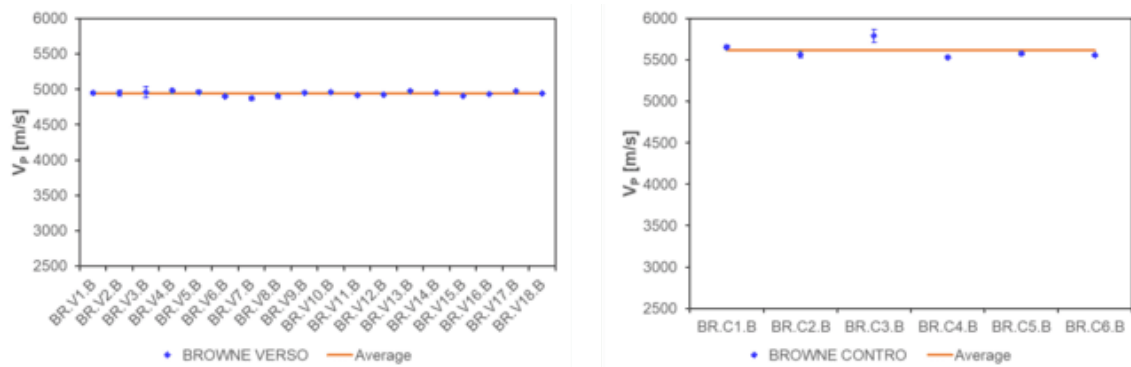 6000
5500
5000
4500
4000
3500
3000
2500
Vₚ [m/s]
BR.V1.B
BR.V2.B
BR.V3.B
BR.V4.B
BR.V5.B
BR.V6.B
BR.V7.B
BR.V8.B
BR.V9.B
BR.V10.B
BR.V11.B
BR.V12.B
BR.V13.B
BR.V14.B
BR.V15.B
BR.V16.B
BR.V17.B
BR.V18.B
BROWNE VERSO Average
6000
5500
5000
4500
4000
3500
3000
2500
Vₚ [m/s]
BR.C1.B BR.C2.B BR.C3.B BR.C4.B BR.C5.B BR.C6.B
BROWNE CONTRO Average